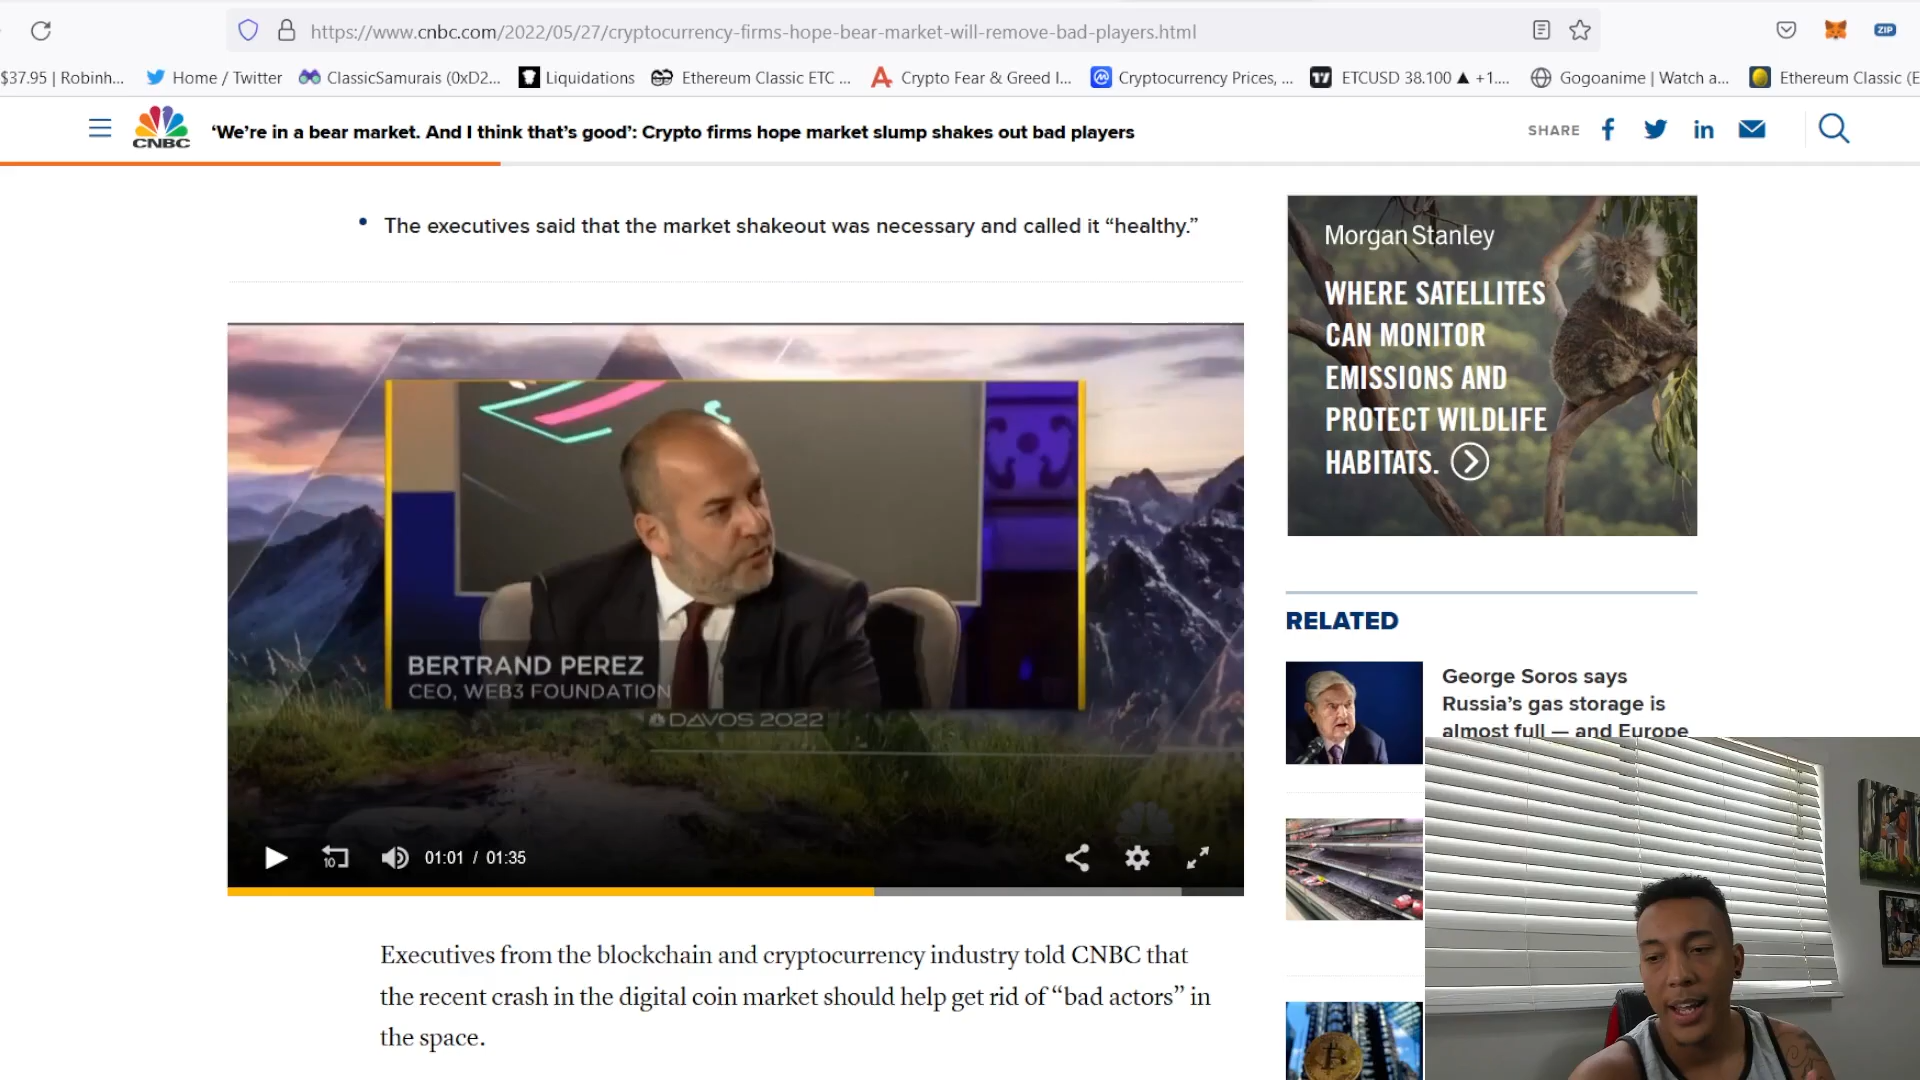 https://www.cnbc.com/2022/05/27/cryptocurrency-firms-hope-bear-market-will-remove-bad-players.html
ZIP
$37.95 | Robinh...
Home / Twitter
ClassicSamurais (0xD2...
Liquidations
Ethereum Classic ETC ...
Crypto Fear & Greed I...
Cryptocurrency Prices, ...
ETCUSD 38.100 ▲ +1....
Gogoanime | Watch a...
Ethereum Classic (E
CNBC
‘We’re in a bear market. And I think that’s good’: Crypto firms hope market slump shakes out bad players
SHARE
• The executives said that the market shakeout was necessary and called it “healthy.”
BERTRAND PEREZ
CEO, WEB3 FOUNDATION
DAVOS 2022
10
01:01 / 01:35
Executives from the blockchain and cryptocurrency industry told CNBC that
the recent crash in the digital coin market should help get rid of “bad actors” in
the space.
Morgan Stanley
WHERE SATELLITES
CAN MONITOR
EMISSIONS AND
PROTECT WILDLIFE
HABITATS.
RELATED
George Soros says
Russia’s gas storage is
almost full — and Europe